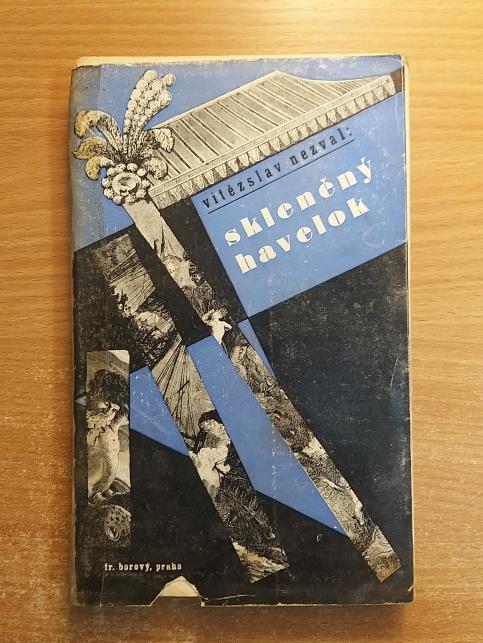 vítězslav nezval:
skleněný
havelok
fr. borový, praha